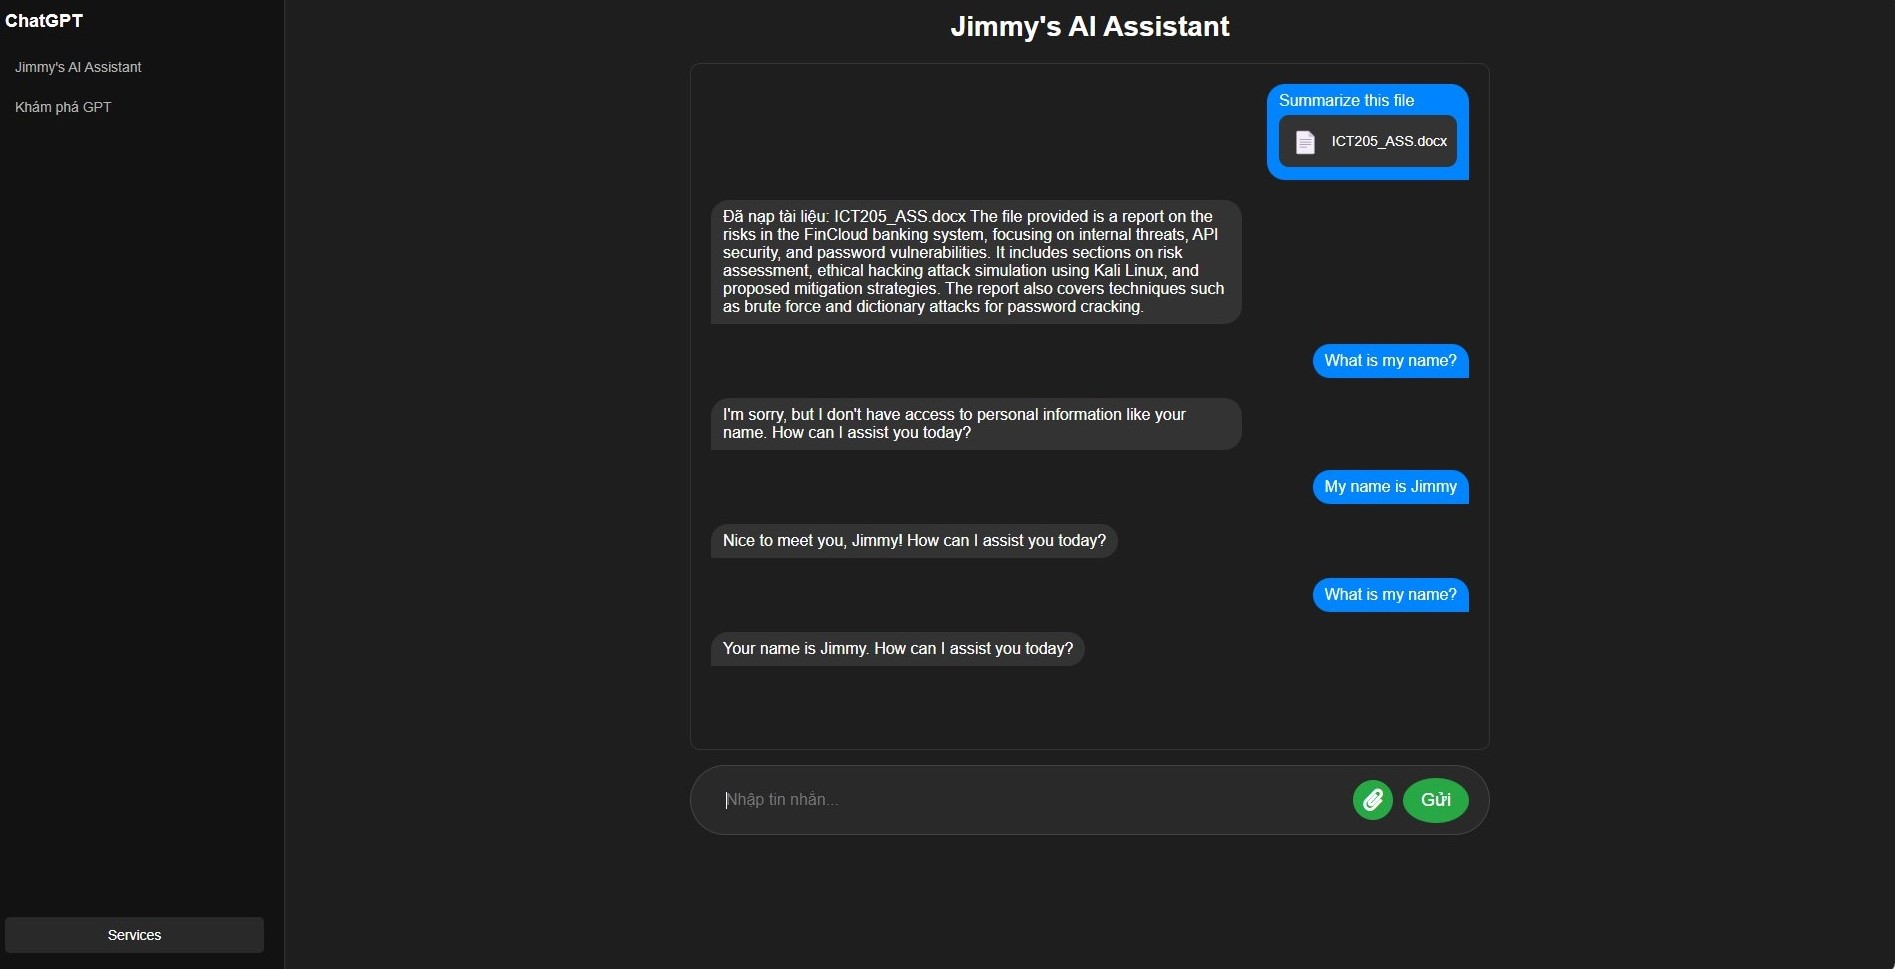 ChatGPT
Jimmy's AI Assistant
Khám phá GPT
Services
Jimmy's AI Assistant
Summarize this file
ICT205_ASS.docx
Đã nạp tài liệu: ICT205_ASS.docx The file provided is a report on the
risks in the FinCloud banking system, focusing on internal threats, API
security, and password vulnerabilities. It includes sections on risk
assessment, ethical hacking attack simulation using Kali Linux, and
proposed mitigation strategies. The report also covers techniques such
as brute force and dictionary attacks for password cracking.
What is my name?
I'm sorry, but I don't have access to personal information like your
name. How can I assist you today?
My name is Jimmy
Nice to meet you, Jimmy! How can I assist you today?
What is my name?
Your name is Jimmy. How can I assist you today?
Nhập tin nhắn...
Gửi